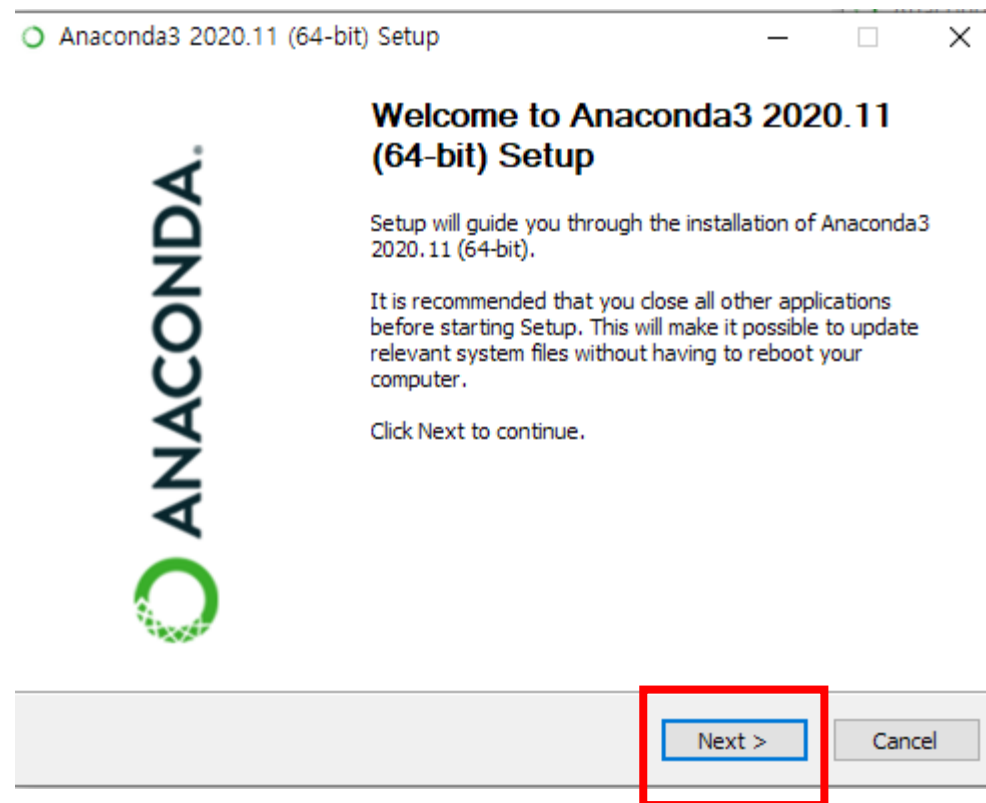 Anaconda3 2020.11 (64-bit) Setup
Welcome to Anaconda3 2020.11
(64-bit) Setup
ANACONDA.
Setup will guide you through the installation of Anaconda3
2020.11 (64-bit).
It is recommended that you close all other applications
before starting Setup. This will make it possible to update
relevant system files without having to reboot your
computer.
Click Next to continue.
Next >
Cancel